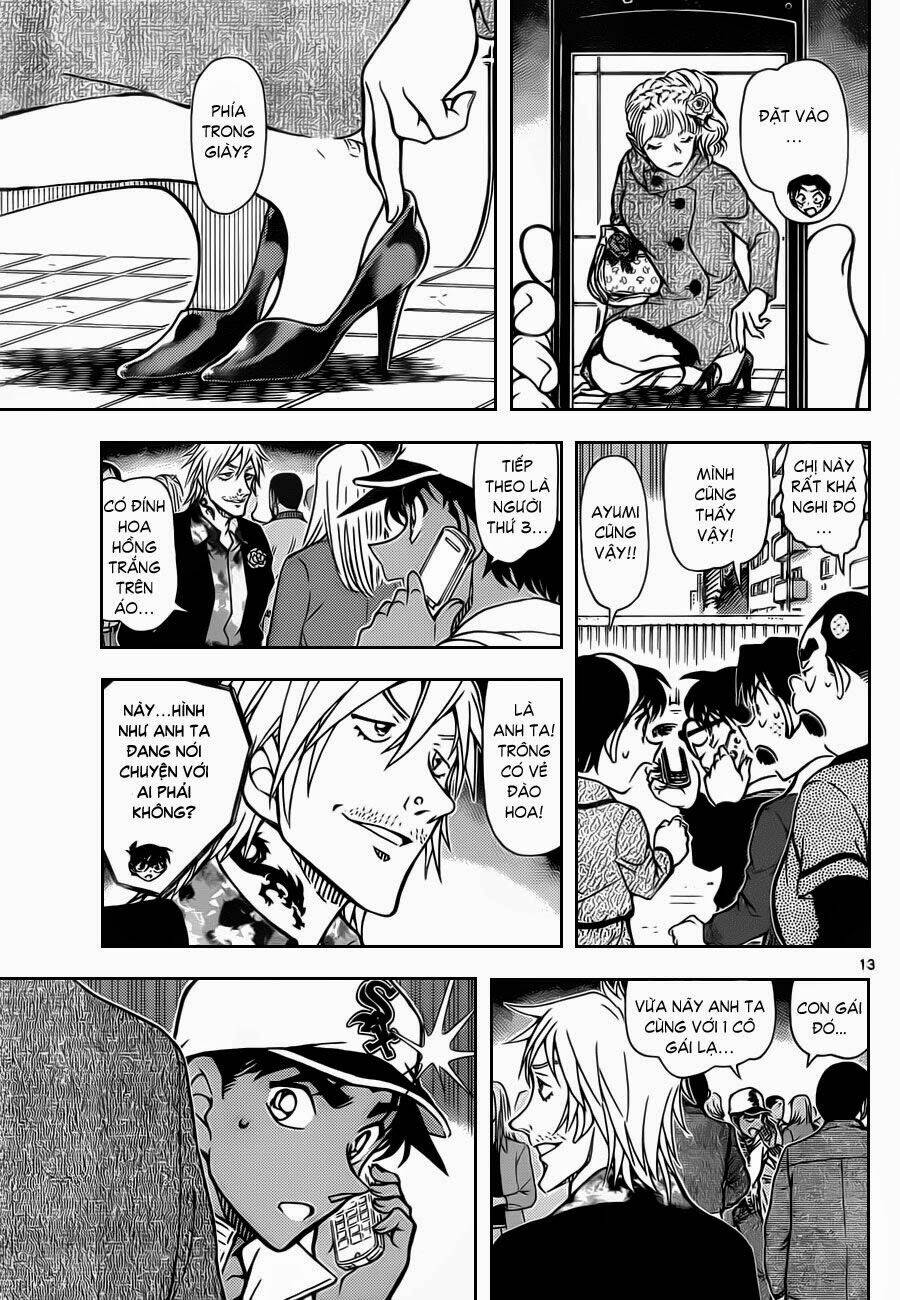 ĐẶT VÀO
...
PHÍA
TRONG
GIÀY?
CHỊ NÀY
RẤT KHẢ
NGHI ĐÓ
...
MÌNH
CŨNG
THẤY
VẬY!
AYUMI
CŨNG
VẬY!!
TIẾP
THEO LÀ
NGƯỜI
THỨ 3...
CÓ ĐÍNH
HOA
HỒNG
TRẮNG
TRÊN
ÁO...
LÀ
ANH TA!
TRÔNG
CÓ VẺ
ĐÀO
HOA!
NÀY...HÌNH
NHƯ ANH TA
ĐANG NÓI
CHUYỆN VỚI
AI PHẢI
KHÔNG?
13
CON GÁI
ĐÓ...
VỪA NÃY ANH TA
CÙNG VỚI 1 CÔ
GÁI LẠ...